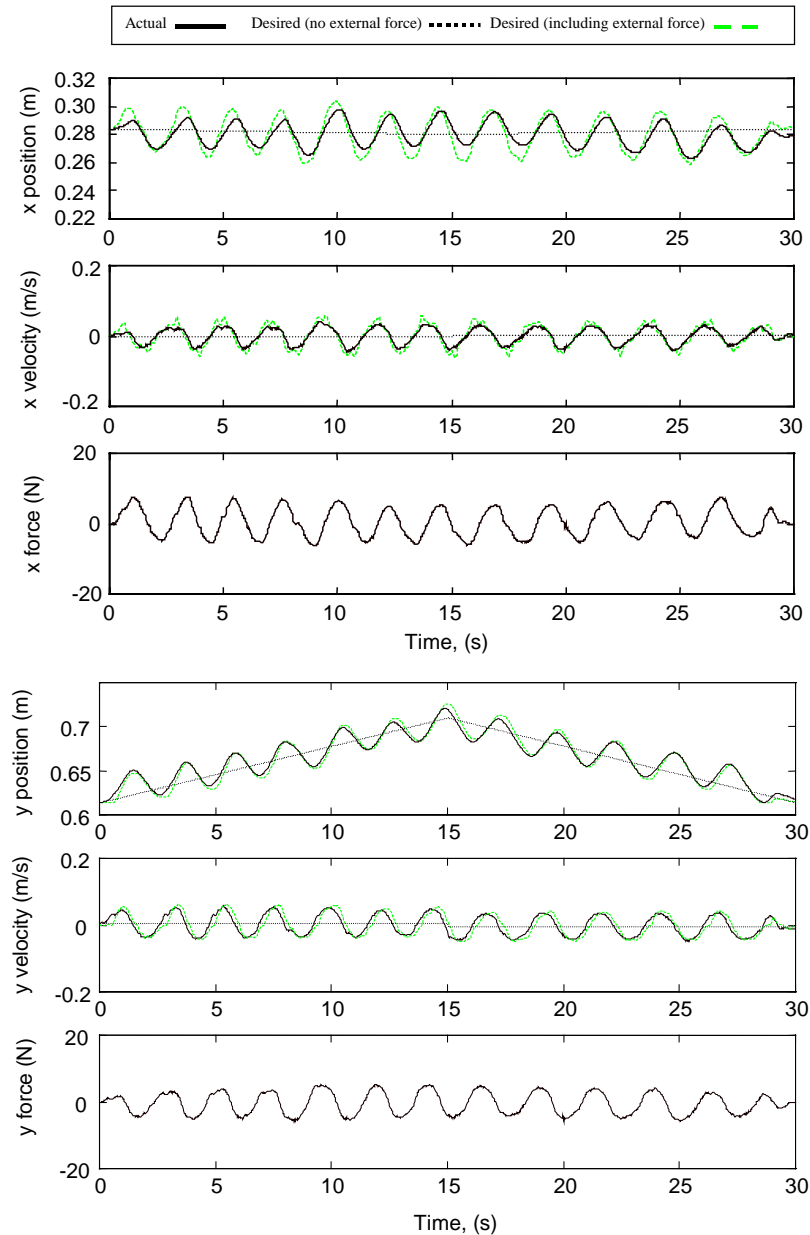 Actual Desired (no external force) Desired (including external force)
x position (m)
0.32
0.30
0.28
0.26
0.24
0.22
0 5 10 15 20 25 30
x velocity (m/s)
0.2
0
-0.2
0 5 10 15 20 25 30
x force (N)
20
0
-20
0 5 10 15 20 25 30
Time, (s)
y position (m)
0.7
0.65
0.6
0 5 10 15 20 25 30
y velocity (m/s)
0.2
0
-0.2
0 5 10 15 20 25 30
y force (N)
20
0
-20
0 5 10 15 20 25 30
Time, (s)